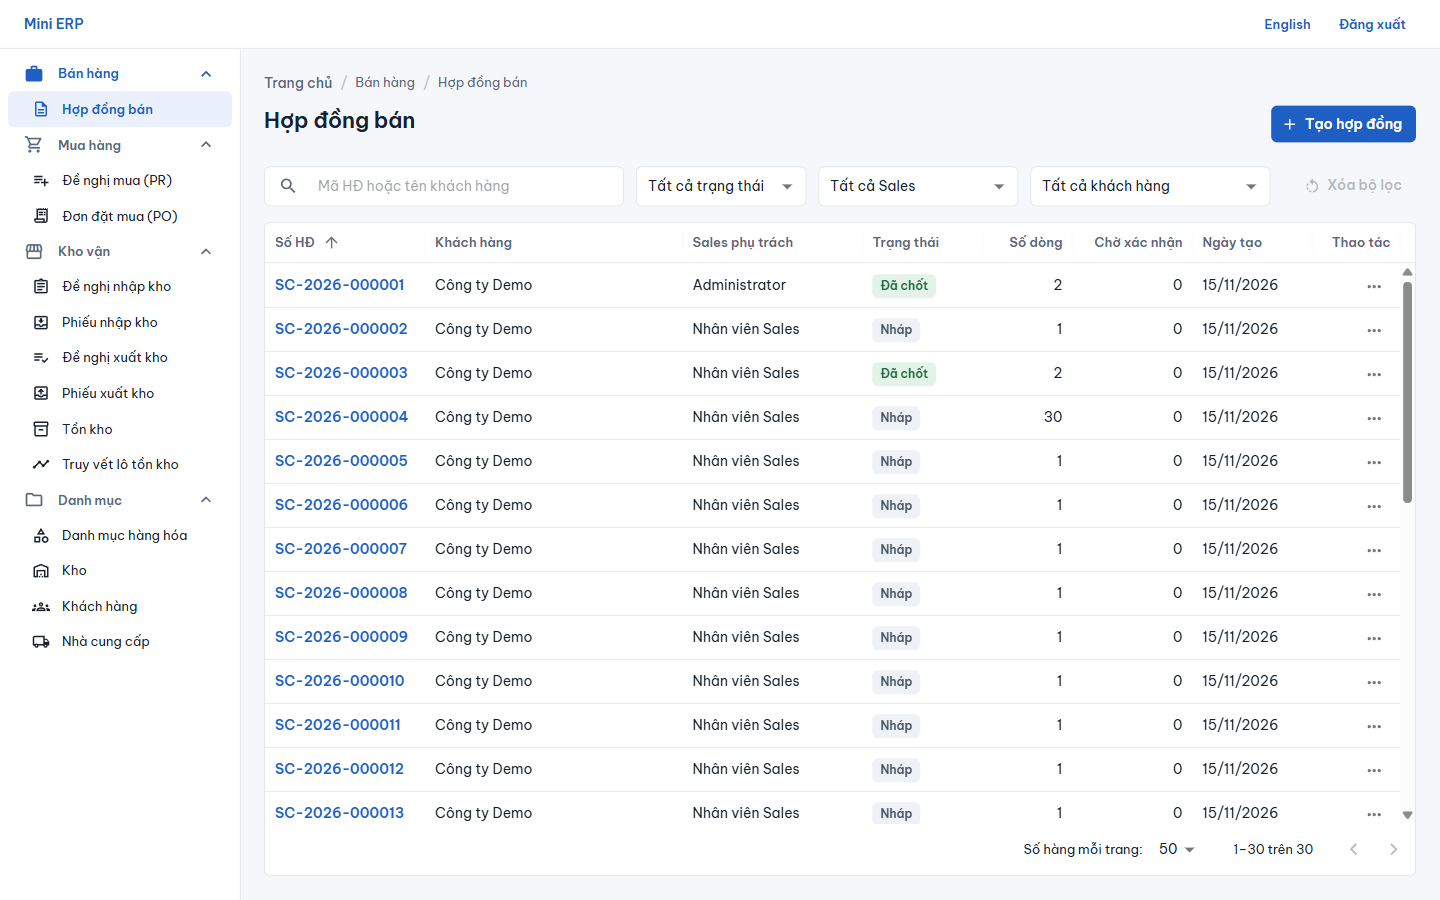 Mini ERP
English
Đăng xuất
Bán hàng
Hợp đồng bán
Mua hàng
Đề nghị mua (PR)
Đơn đặt mua (PO)
Kho vận
Đề nghị nhập kho
Phiếu nhập kho
Đề nghị xuất kho
Phiếu xuất kho
Tồn kho
Truy vết lô tồn kho
Danh mục
Danh mục hàng hóa
Kho
Khách hàng
Nhà cung cấp
Trang chủ / Bán hàng / Hợp đồng bán
Hợp đồng bán
Tạo hợp đồng
Mã HĐ hoặc tên khách hàng
Tất cả trạng thái
Tất cả Sales
Tất cả khách hàng
Xóa bộ lọc
Số HĐ Khách hàng Sales phụ trách Trạng thái Số dòng Chờ xác nhận Ngày tạo Thao tác
SC-2026-000001 Công ty Demo Administrator Đã chốt 2 0 15/11/2026
SC-2026-000002 Công ty Demo Nhân viên Sales Nháp 1 0 15/11/2026
SC-2026-000003 Công ty Demo Nhân viên Sales Đã chốt 2 0 15/11/2026
SC-2026-000004 Công ty Demo Nhân viên Sales Nháp 30 0 15/11/2026
SC-2026-000005 Công ty Demo Nhân viên Sales Nháp 1 0 15/11/2026
SC-2026-000006 Công ty Demo Nhân viên Sales Nháp 1 0 15/11/2026
SC-2026-000007 Công ty Demo Nhân viên Sales Nháp 1 0 15/11/2026
SC-2026-000008 Công ty Demo Nhân viên Sales Nháp 1 0 15/11/2026
SC-2026-000009 Công ty Demo Nhân viên Sales Nháp 1 0 15/11/2026
SC-2026-000010 Công ty Demo Nhân viên Sales Nháp 1 0 15/11/2026
SC-2026-000011 Công ty Demo Nhân viên Sales Nháp 1 0 15/11/2026
SC-2026-000012 Công ty Demo Nhân viên Sales Nháp 1 0 15/11/2026
SC-2026-000013 Công ty Demo Nhân viên Sales Nháp 1 0 15/11/2026
Số hàng mỗi trang: 50 1–30 trên 30